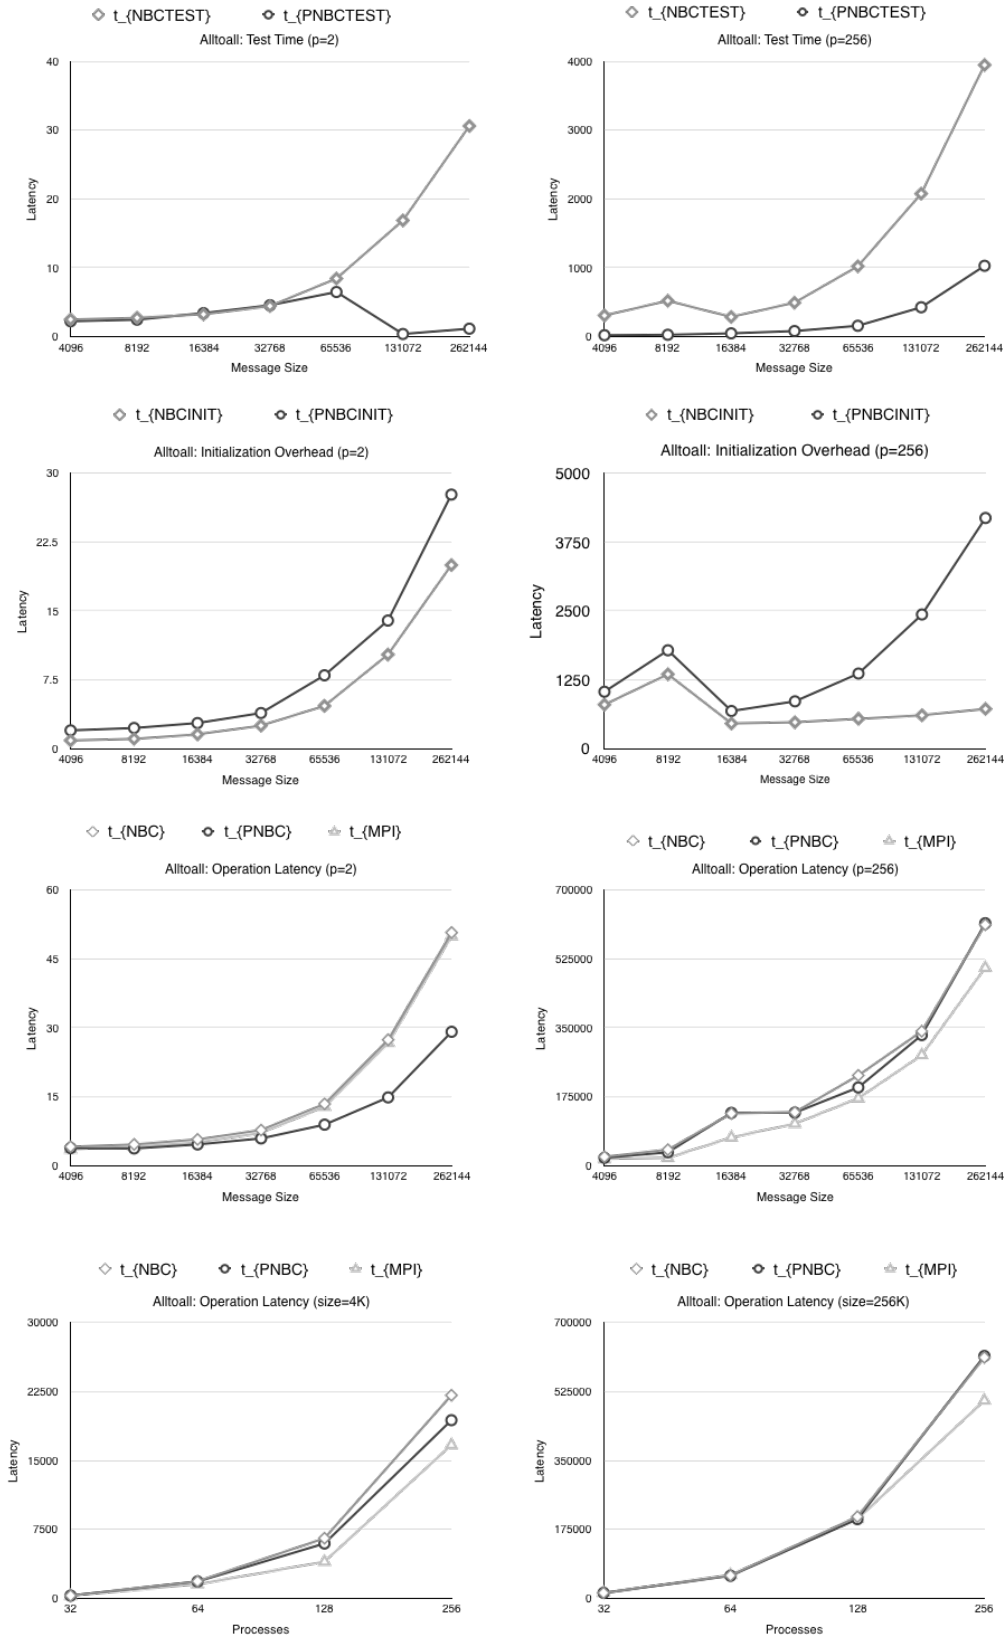 t_{NBCTEST} t_{PNBCTEST}
Alltoall: Test Time (p=2)
40
30
20
10
0
Latency
4096 8192 16384 32768 65536 131072 262144
Message Size
t_{NBCTEST} t_{PNBCTEST}
Alltoall: Test Time (p=256)
4000
3000
2000
1000
0
Latency
4096 8192 16384 32768 65536 131072 262144
Message Size
t_{NBCINIT} t_{PNBCINIT}
Alltoall: Initialization Overhead (p=2)
30
22.5
15
7.5
0
Latency
4096 8192 16384 32768 65536 131072 262144
Message Size
t_{NBCINIT} t_{PNBCINIT}
Alltoall: Initialization Overhead (p=256)
5000
3750
2500
1250
0
Latency
4096 8192 16384 32768 65536 131072 262144
Message Size
t_{NBC} t_{PNBC} t_{MPI}
Alltoall: Operation Latency (p=2)
60
45
30
15
0
Latency
4096 8192 16384 32768 65536 131072 262144
Message Size
t_{NBC} t_{PNBC} t_{MPI}
Alltoall: Operation Latency (p=256)
700000
525000
350000
175000
0
Latency
4096 8192 16384 32768 65536 131072 262144
Message Size
t_{NBC} t_{PNBC} t_{MPI}
Alltoall: Operation Latency (size=4K)
30000
22500
15000
7500
0
Latency
32 64 128 256
Processes
t_{NBC} t_{PNBC} t_{MPI}
Alltoall: Operation Latency (size=256K)
700000
525000
350000
175000
0
Latency
32 64 128 256
Processes